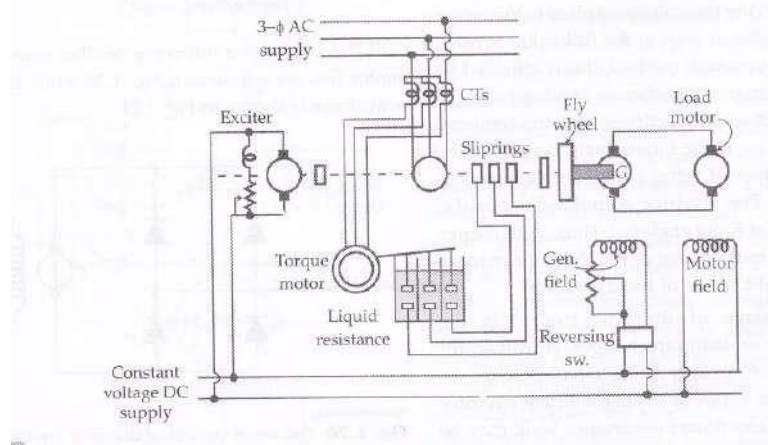 3–ϕ AC
supply
CTs
Exciter
Fly
wheel
Load
motor
Sliprings
G
Torque
motor
Liquid
resistance
Gen.
field
Motor
field
Reversing
sw.
Constant
voltage DC
supply